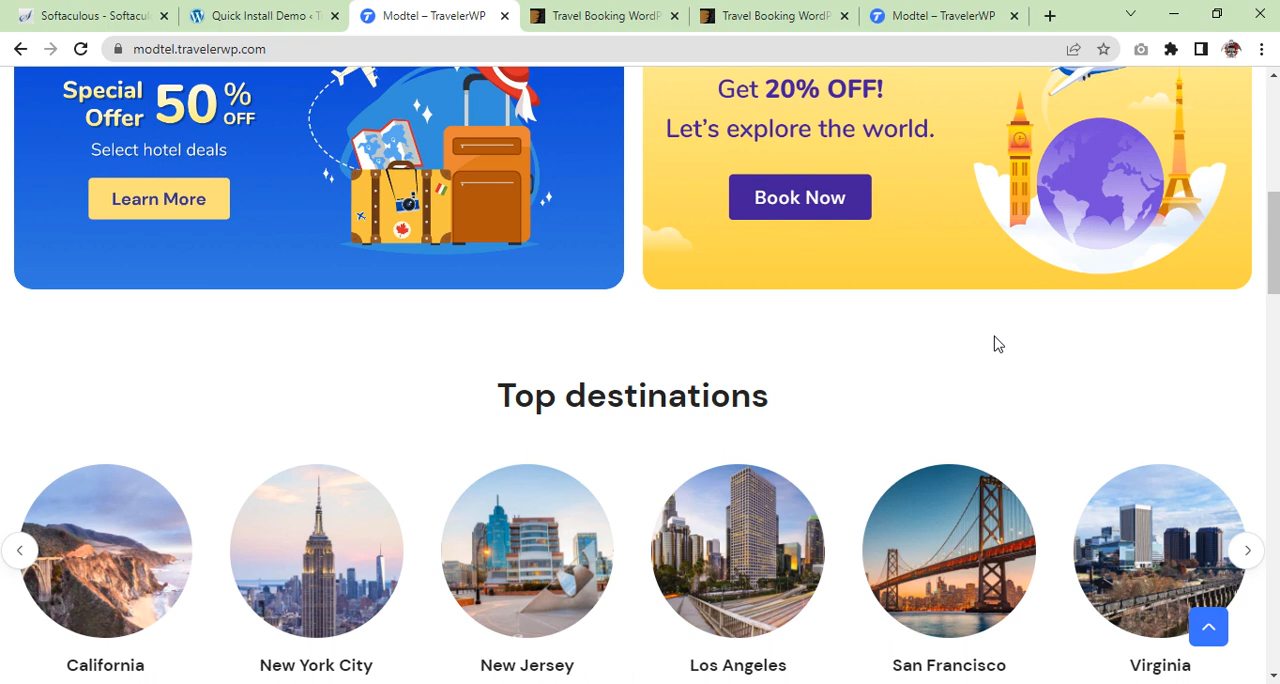 Softaculous - Softacul
Quick Install Demo ‹ T
Modtel – TravelerWP
Travel Booking WordP
Travel Booking WordP
Modtel – TravelerWP
modtel.travelerwp.com
Special
Offer
50 %
OFF
Select hotel deals
Learn More
Get 20% OFF!
Let's explore the world.
Book Now
Top destinations
California
New York City
New Jersey
Los Angeles
San Francisco
Virginia